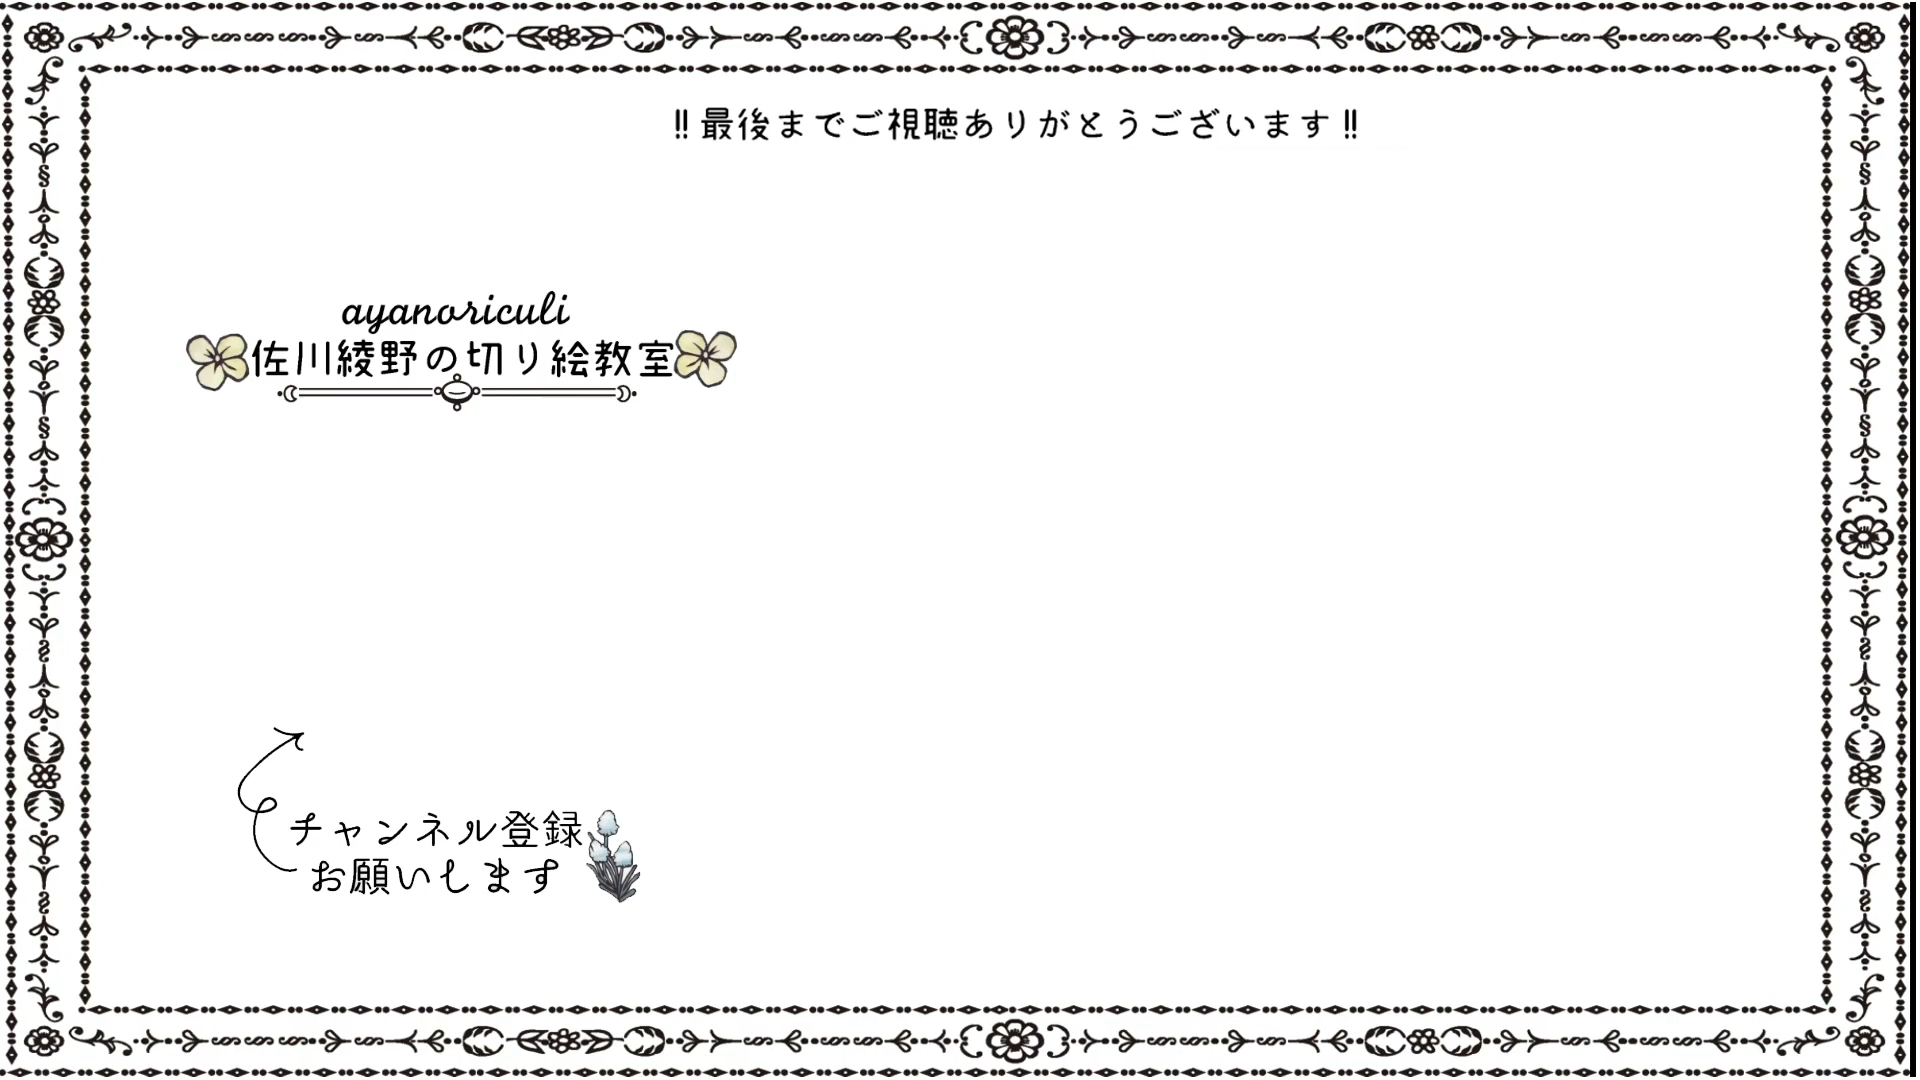 ‼最後までご視聴ありがとうございます‼
ayanoriculi
佐川綾野の切り絵教室
チャンネル登録
お願いします